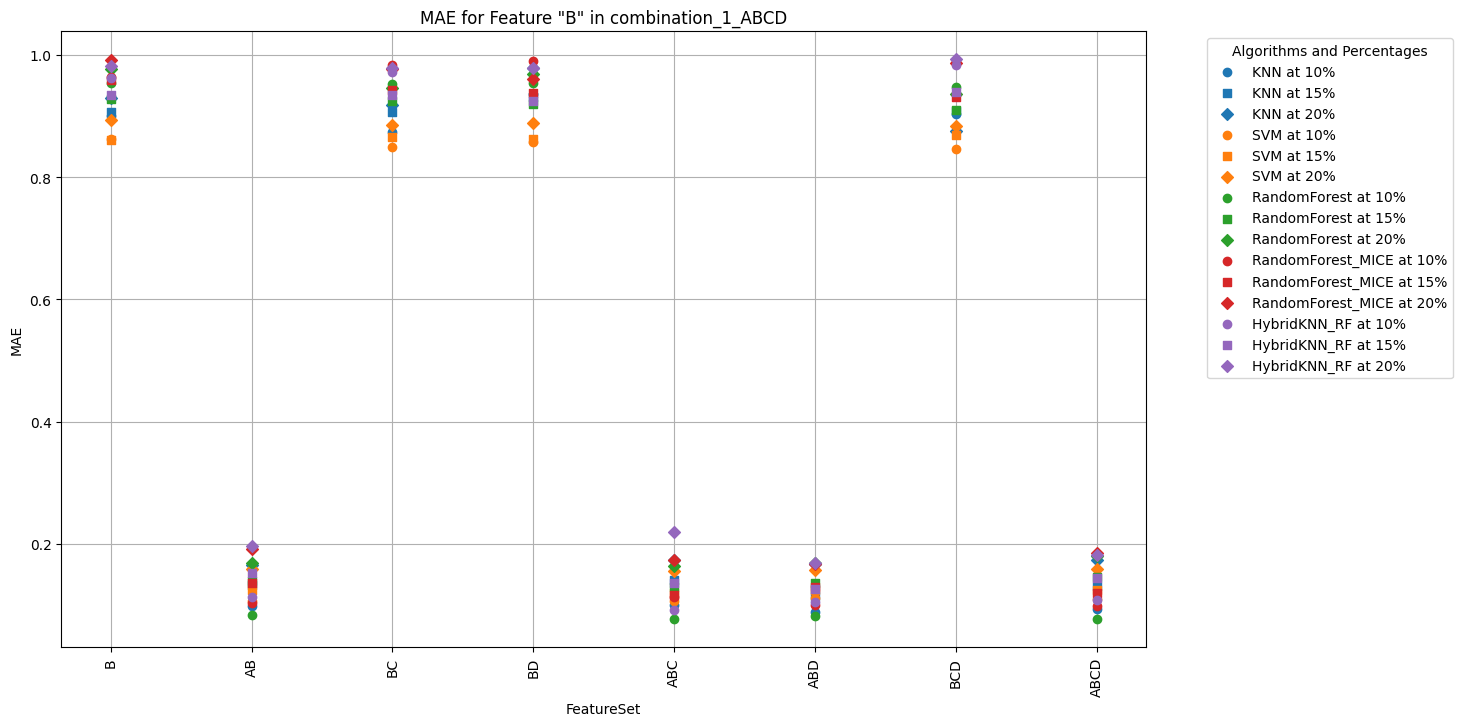 MAE for Feature "B" in combination_1_ABCD
MAE
1.0
0.8
0.6
0.4
0.2
B
AB
BC
BD
ABC
ABD
BCD
ABCD
FeatureSet
Algorithms and Percentages
KNN at 10%
KNN at 15%
KNN at 20%
SVM at 10%
SVM at 15%
SVM at 20%
RandomForest at 10%
RandomForest at 15%
RandomForest at 20%
RandomForest_MICE at 10%
RandomForest_MICE at 15%
RandomForest_MICE at 20%
HybridKNN_RF at 10%
HybridKNN_RF at 15%
HybridKNN_RF at 20%